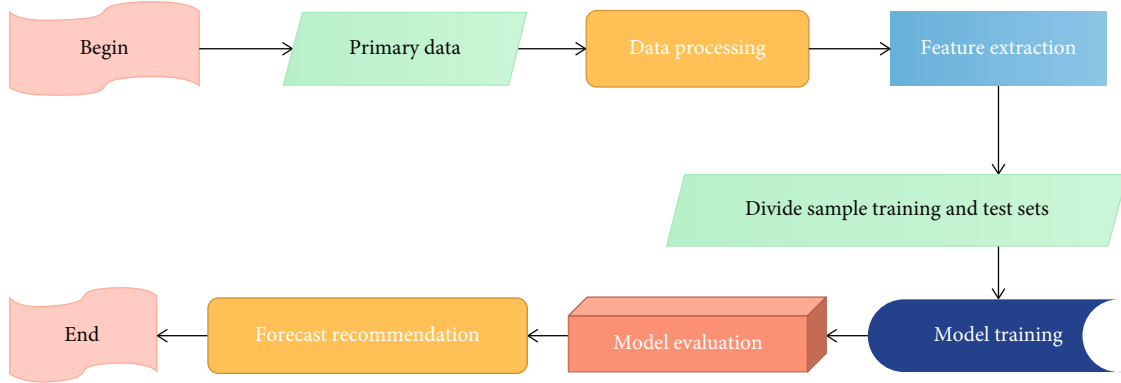 Begin
Primary data
Data processing
Feature extraction
Divide sample training and test sets
Model training
Model evaluation
Forecast recommendation
End